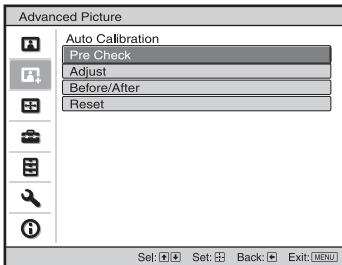 Advanced Picture
Auto Calibration
Pre Check
Adjust
Before/After
Reset
Sel: Set: Back: Exit: MENU